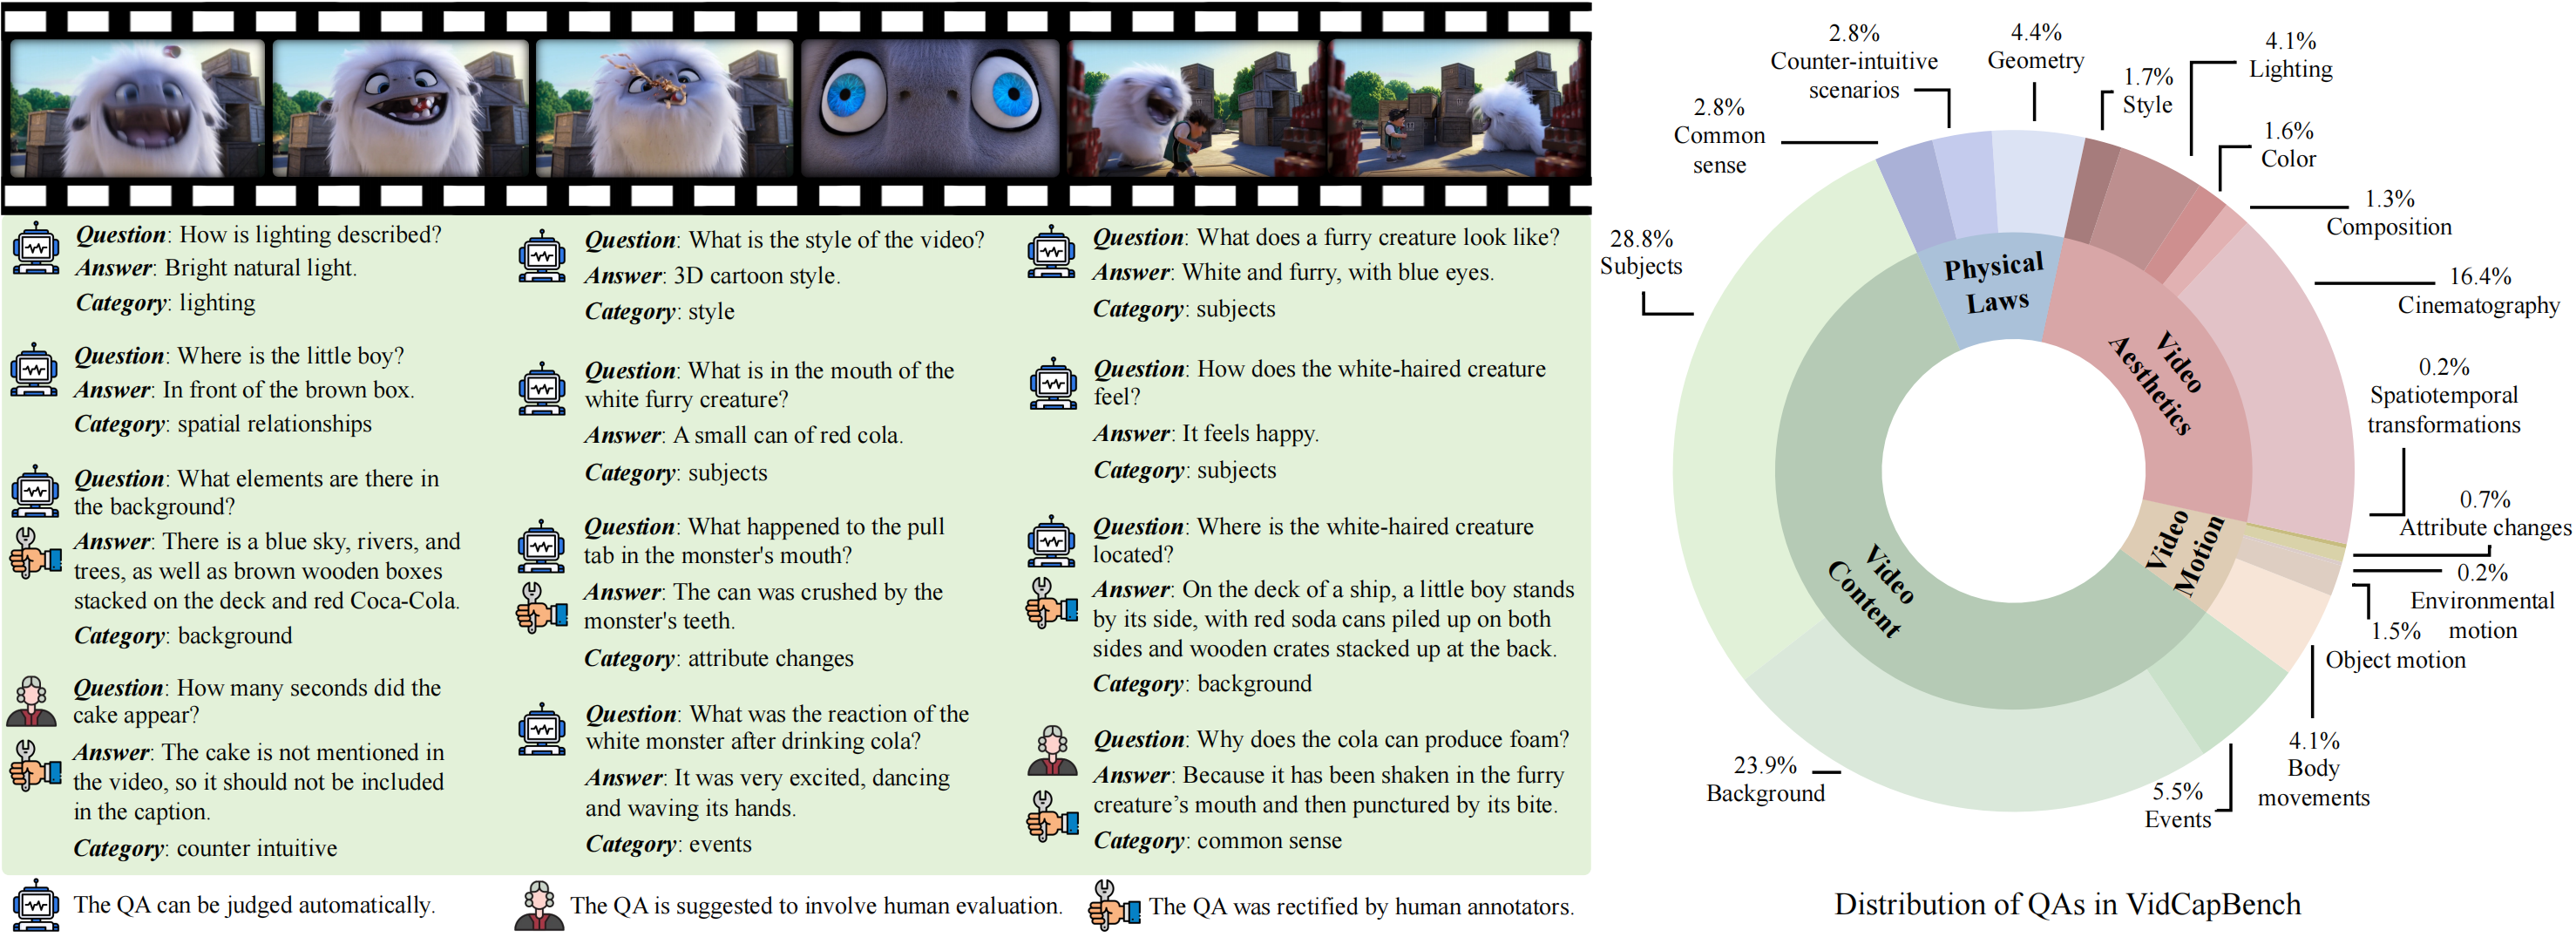 Question: How is lighting described?
Answer: Bright natural light.
Category: lighting
Question: Where is the little boy?
Answer: In front of the brown box.
Category: spatial relationships
Question: What elements are there in
the background?
Answer: There is a blue sky, rivers, and
trees, as well as brown wooden boxes
stacked on the deck and red Coca-Cola.
Category: background
Question: How many seconds did the
cake appear?
Answer: The cake is not mentioned in
the video, so it should not be included
in the caption.
Category: counter intuitive
Question: What is the style of the video?
Answer: 3D cartoon style.
Category: style
Question: What is in the mouth of the
white furry creature?
Answer: A small can of red cola.
Category: subjects
Question: What happened to the pull
tab in the monster's mouth?
Answer: The can was crushed by the
monster's teeth.
Category: attribute changes
Question: What was the reaction of the
white monster after drinking cola?
Answer: It was very excited, dancing
and waving its hands.
Category: events
Question: What does a furry creature look like?
Answer: White and furry, with blue eyes.
Category: subjects
Question: How does the white-haired creature
feel?
Answer: It feels happy.
Category: subjects
Question: Where is the white-haired creature
located?
Answer: On the deck of a ship, a little boy stands
by its side, with red soda cans piled up on both
sides and wooden crates stacked up at the back.
Category: background
Question: Why does the cola can produce foam?
Answer: Because it has been shaken in the furry
creature’s mouth and then punctured by its bite.
Category: common sense
The QA can be judged automatically.
The QA is suggested to involve human evaluation.
The QA was rectified by human annotators.
2.8%
Counter-intuitive
scenarios
4.4%
Geometry
1.7%
Style
4.1%
Lighting
1.6%
Color
1.3%
Composition
16.4%
Cinematography
0.2%
Spatiotemporal
transformations
0.7%
Attribute changes
0.2%
Environmental
motion
1.5%
Object motion
4.1%
Body
movements
5.5%
Events
23.9%
Background
28.8%
Subjects
2.8%
Common
sense
Physical
Laws
Video
Aesthetics
Video
Motion
Video
Content
Distribution of QAs in VidCapBench